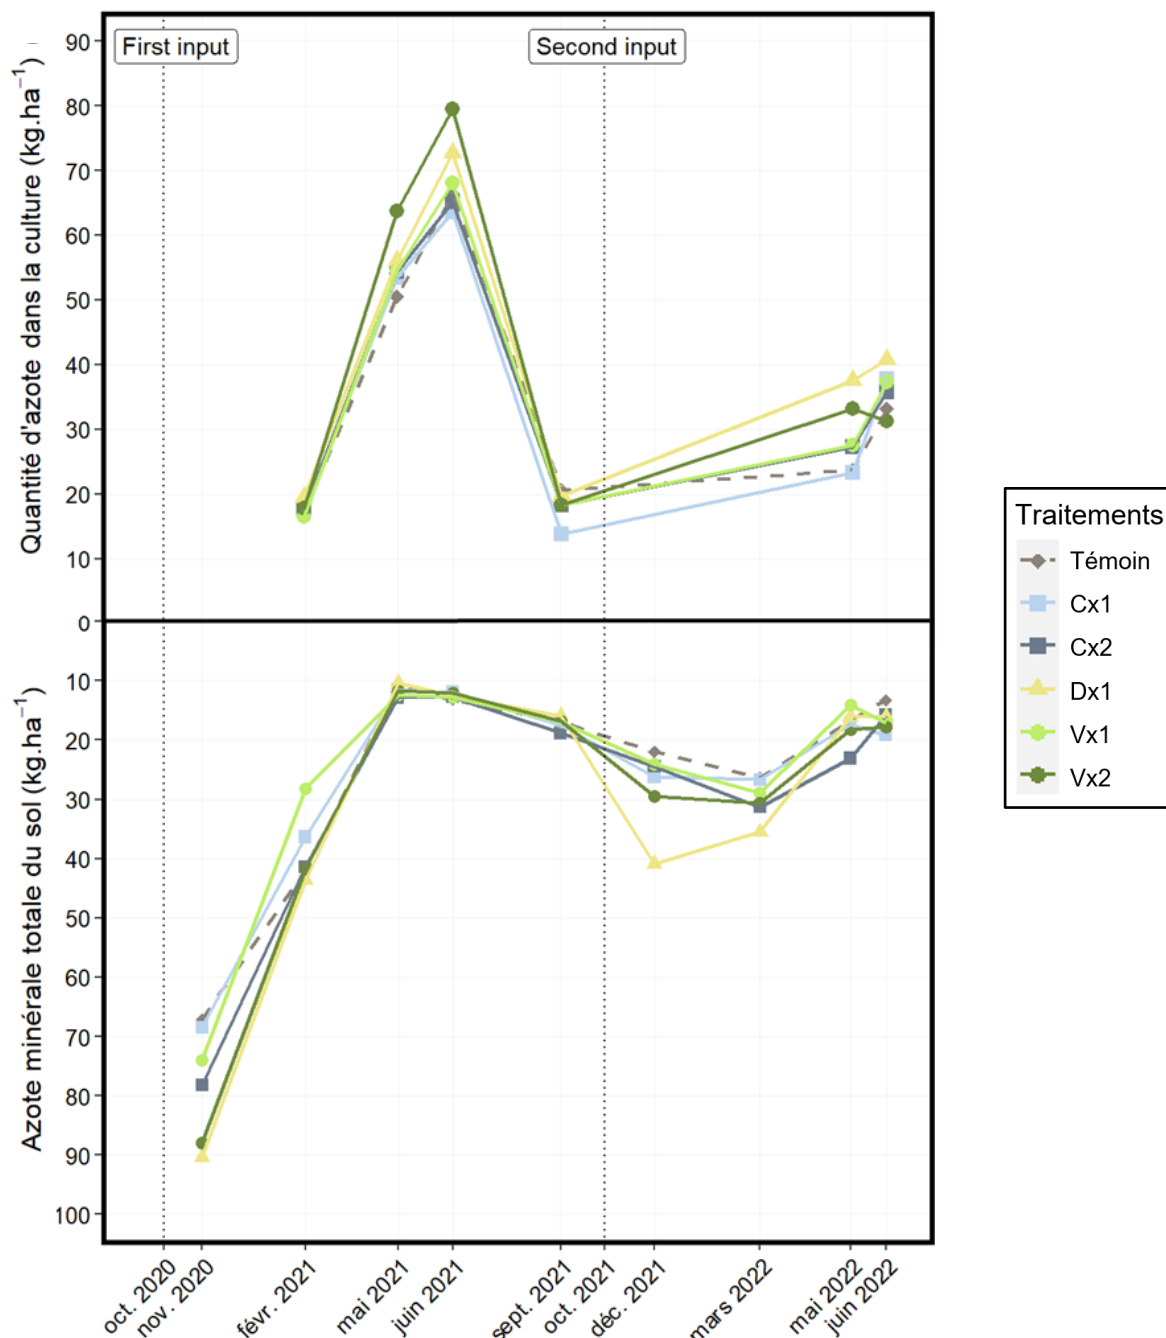 Quantité d'azote dans la culture (kg.ha⁻¹)
90
80
70
60
50
40
30
20
10
0
First input
Second input
Azote minérale totale du sol (kg.ha⁻¹)
10
20
30
40
50
60
70
80
90
100
oct. 2020
nov. 2020
févr. 2021
mai 2021
juin 2021
sept. 2021
oct. 2021
déc. 2021
mars 2022
mai 2022
juin 2022
Traitements
Témoin
Cx1
Cx2
Dx1
Vx1
Vx2